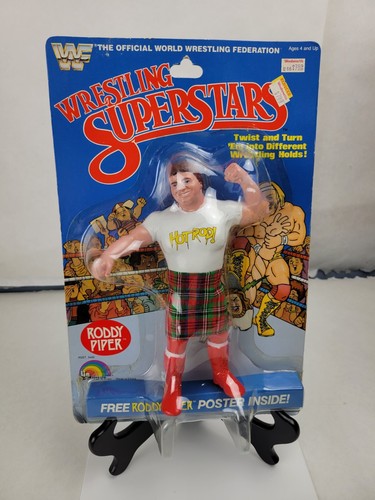 WF
"THE OFFICIAL WORLD WRESTLING FEDERATION"
Ages 4 and Up
WRESTLING
SUPERSTARS
Twist and Turn
'Em into Different
Wrestling Holds!
HOT ROD!
RODDY
PIPER
LJN
FREE RODDY PIPER POSTER INSIDE!